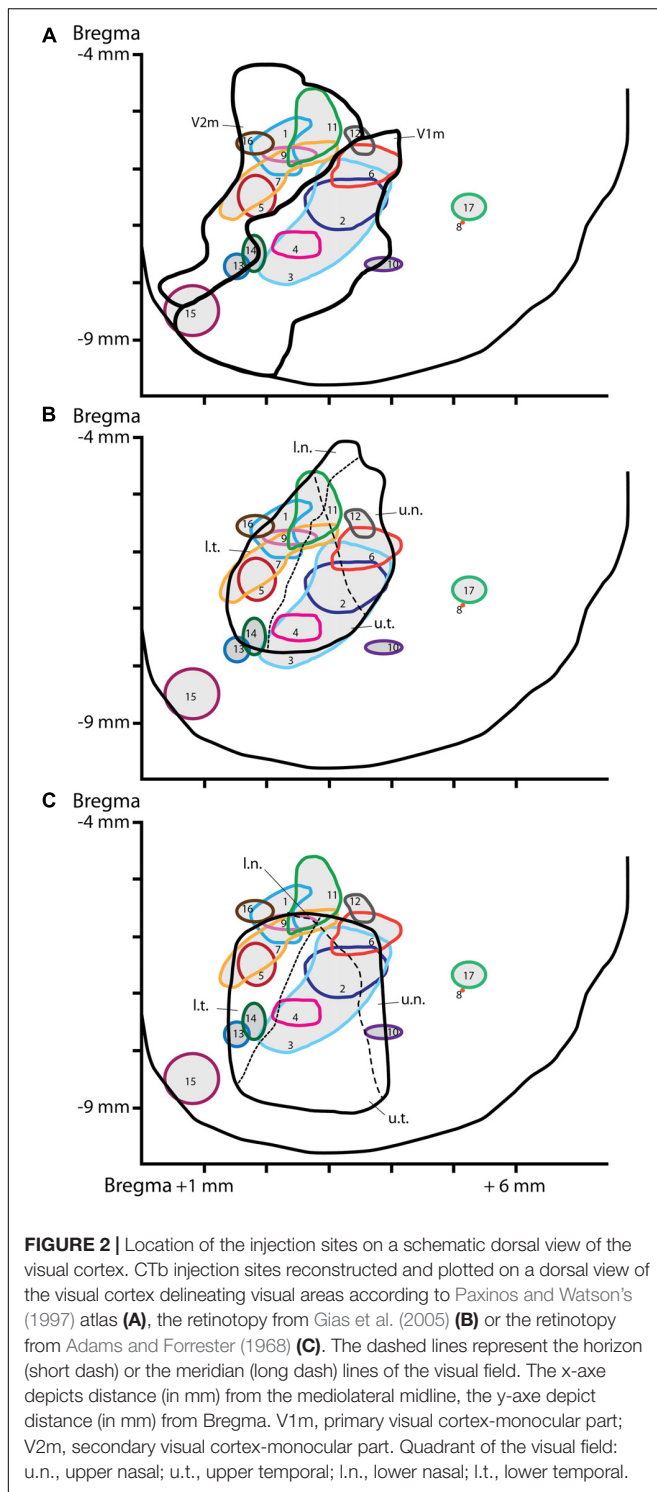 A Bregma
-4 mm
V2m
1
11
12
V1m
16
9
6
7
5
2
17
8
14
4
13
3
10
15
-9 mm
B Bregma
-4 mm
l.n.
1
11
12
u.n.
16
9
l.t.
7
6
5
2
17
8
u.t.
4
14
13
3
10
15
-9 mm
C Bregma
-4 mm
l.n.
1
11
12
16
9
7
6
5
2
17
8
l.t.
u.n.
14
4
13
3
10
15
-9 mm
u.t.
Bregma +1 mm + 6 mm
FIGURE 2 | Location of the injection sites on a schematic dorsal view of the
visual cortex. CTb injection sites reconstructed and plotted on a dorsal view of
the visual cortex delineating visual areas according to Paxinos and Watson's
(1997) atlas (A), the retinotopy from Gias et al. (2005) (B) or the retinotopy
from Adams and Forrester (1968) (C). The dashed lines represent the horizon
(short dash) or the meridian (long dash) lines of the visual field. The x-axe
depicts distance (in mm) from the mediolateral midline, the y-axe depict
distance (in mm) from Bregma. V1m, primary visual cortex-monocular part;
V2m, secondary visual cortex-monocular part. Quadrant of the visual field:
u.n., upper nasal; u.t., upper temporal; l.n., lower nasal; l.t., lower temporal.